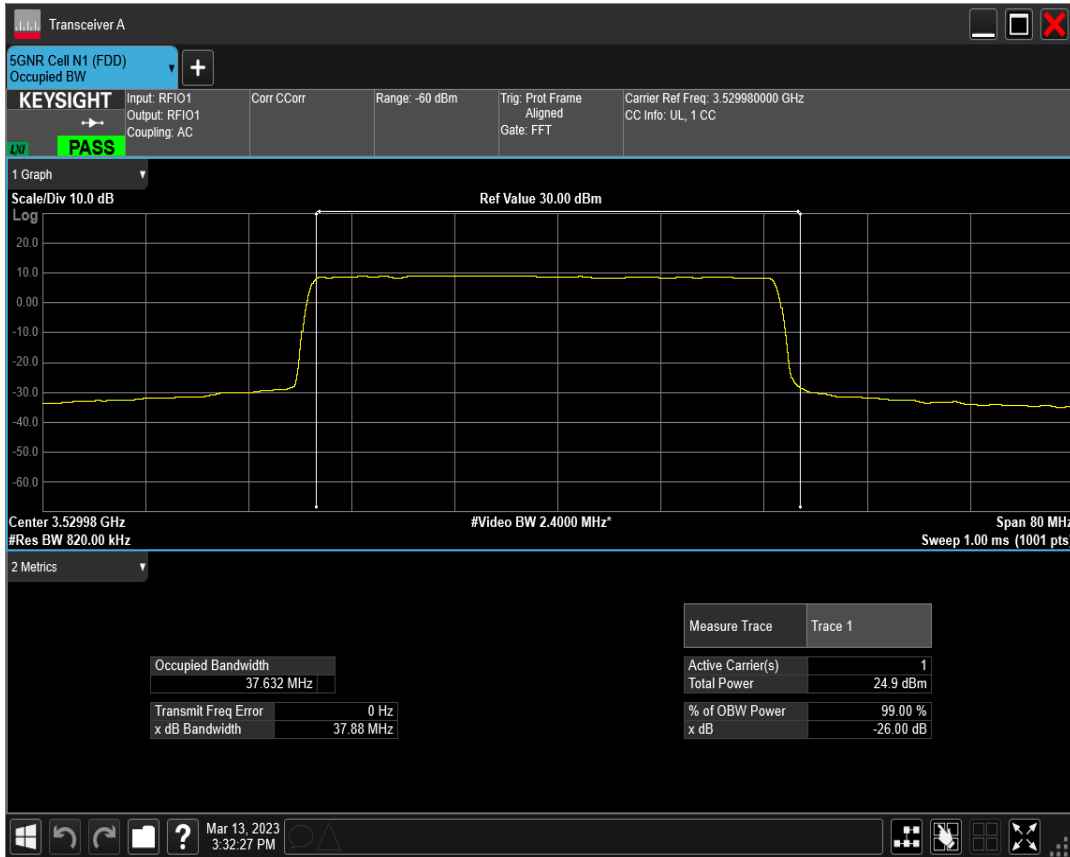 Transceiver A
5GNR Cell N1 (FDD)
Occupied BW
+
KEYSIGHT
LXI
PASS
Input: RFIO1
Output: RFIO1
Coupling: AC
Corr CCorr
Range: -60 dBm
Trig: Prot Frame
Aligned
Gate: FFT
Carrier Ref Freq: 3.529980000 GHz
CC Info: UL, 1 CC
1 Graph
Scale/Div 10.0 dB
Ref Value 30.00 dBm
Log
20.0
10.0
0.00
-10.0
-20.0
-30.0
-40.0
-50.0
-60.0
Center 3.52998 GHz
#Video BW 2.4000 MHz*
Span 80 MHz
#Res BW 820.00 kHz
Sweep 1.00 ms (1001 pts)
2 Metrics
Measure Trace Trace 1
Occupied Bandwidth
37.632 MHz
Active Carrier(s) 1
Total Power 24.9 dBm
Transmit Freq Error 0 Hz
x dB Bandwidth 37.88 MHz
% of OBW Power 99.00 %
x dB -26.00 dB
?
Mar 13, 2023
3:32:27 PM